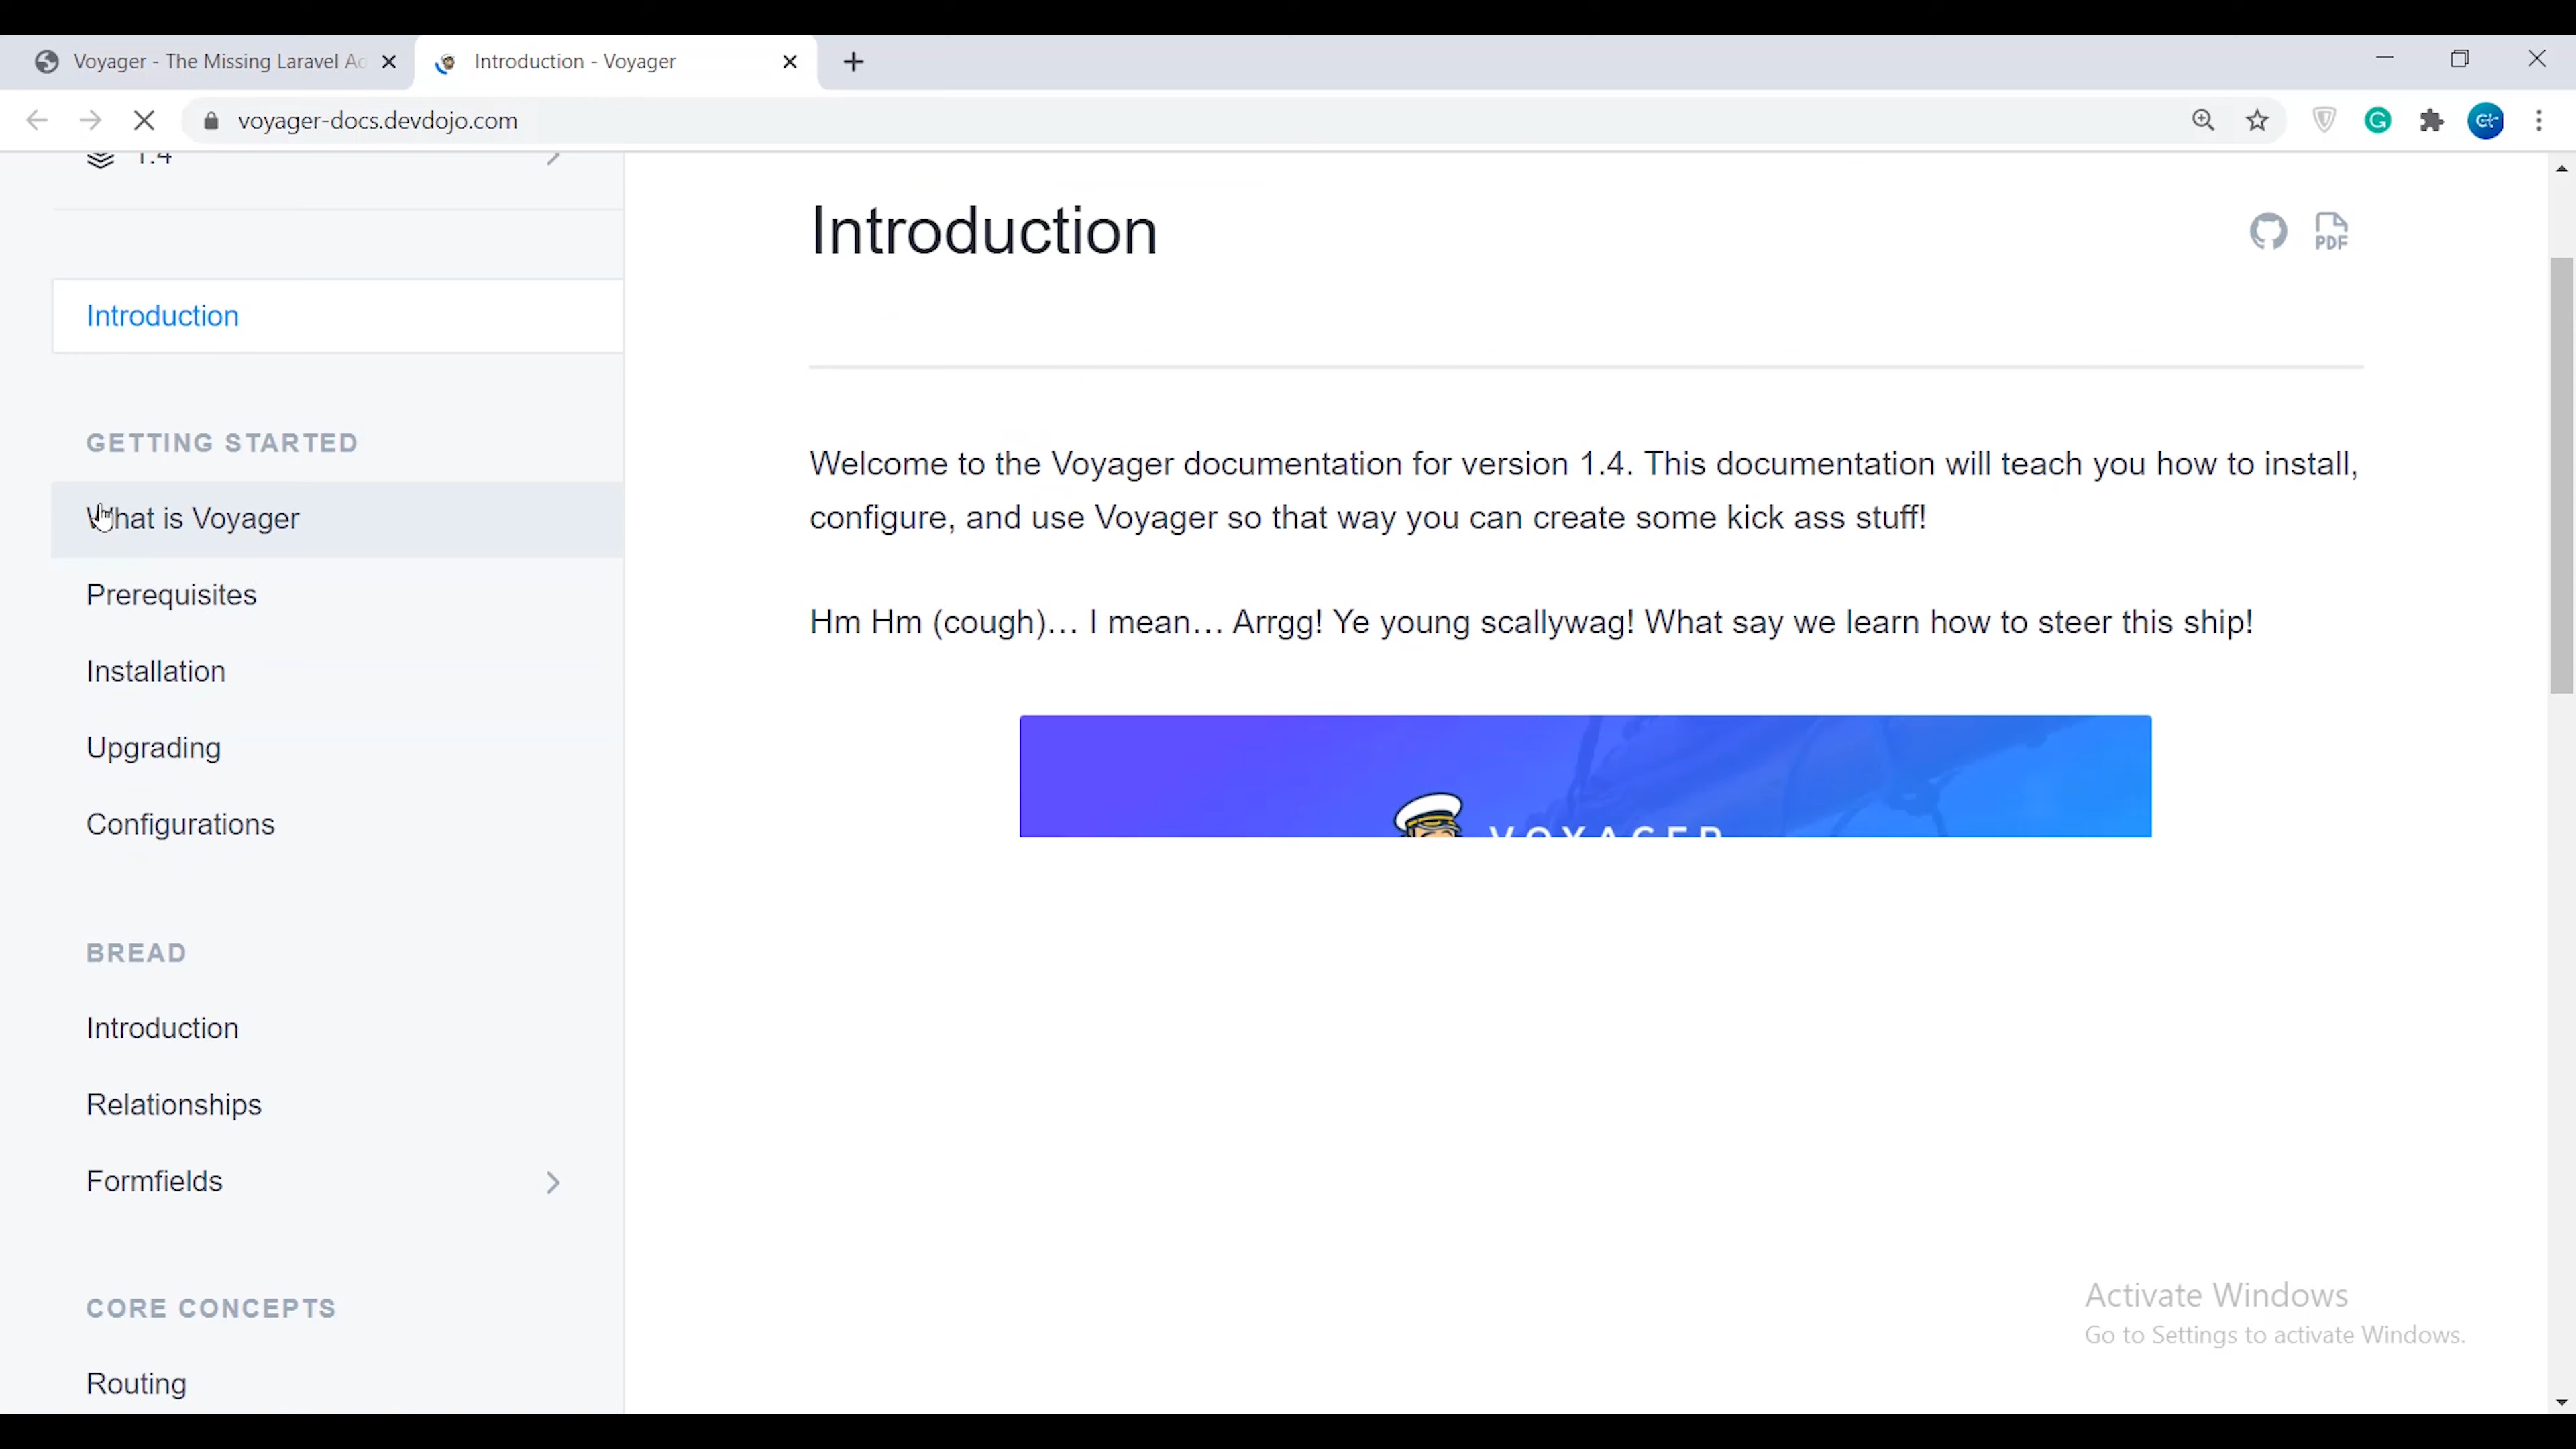 Voyager - The Missing Laravel Ad
Introduction - Voyager
voyager-docs.devdojo.com
1.4
Introduction
GETTING STARTED
What is Voyager
Prerequisites
Installation
Upgrading
Configurations
BREAD
Introduction
Relationships
Formfields
CORE CONCEPTS
Routing
Introduction
PDF
Welcome to the Voyager documentation for version 1.4. This documentation will teach you how to install,
configure, and use Voyager so that way you can create some kick ass stuff!
Hm Hm (cough)… I mean… Arrgg! Ye young scallywag! What say we learn how to steer this ship!
VOYAGER
Activate Windows
Go to Settings to activate Windows.